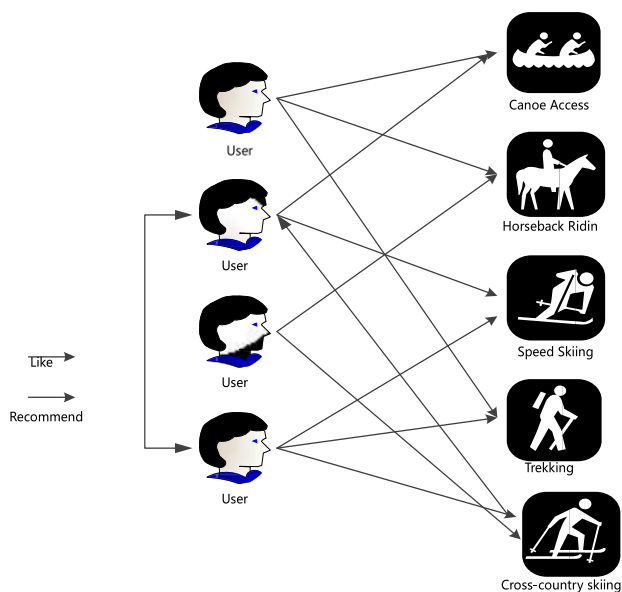 Canoe Access
User
Horseback Ridin
User
Speed Skiing
Like
User
Recommend
Trekking
User
Cross-country skiing